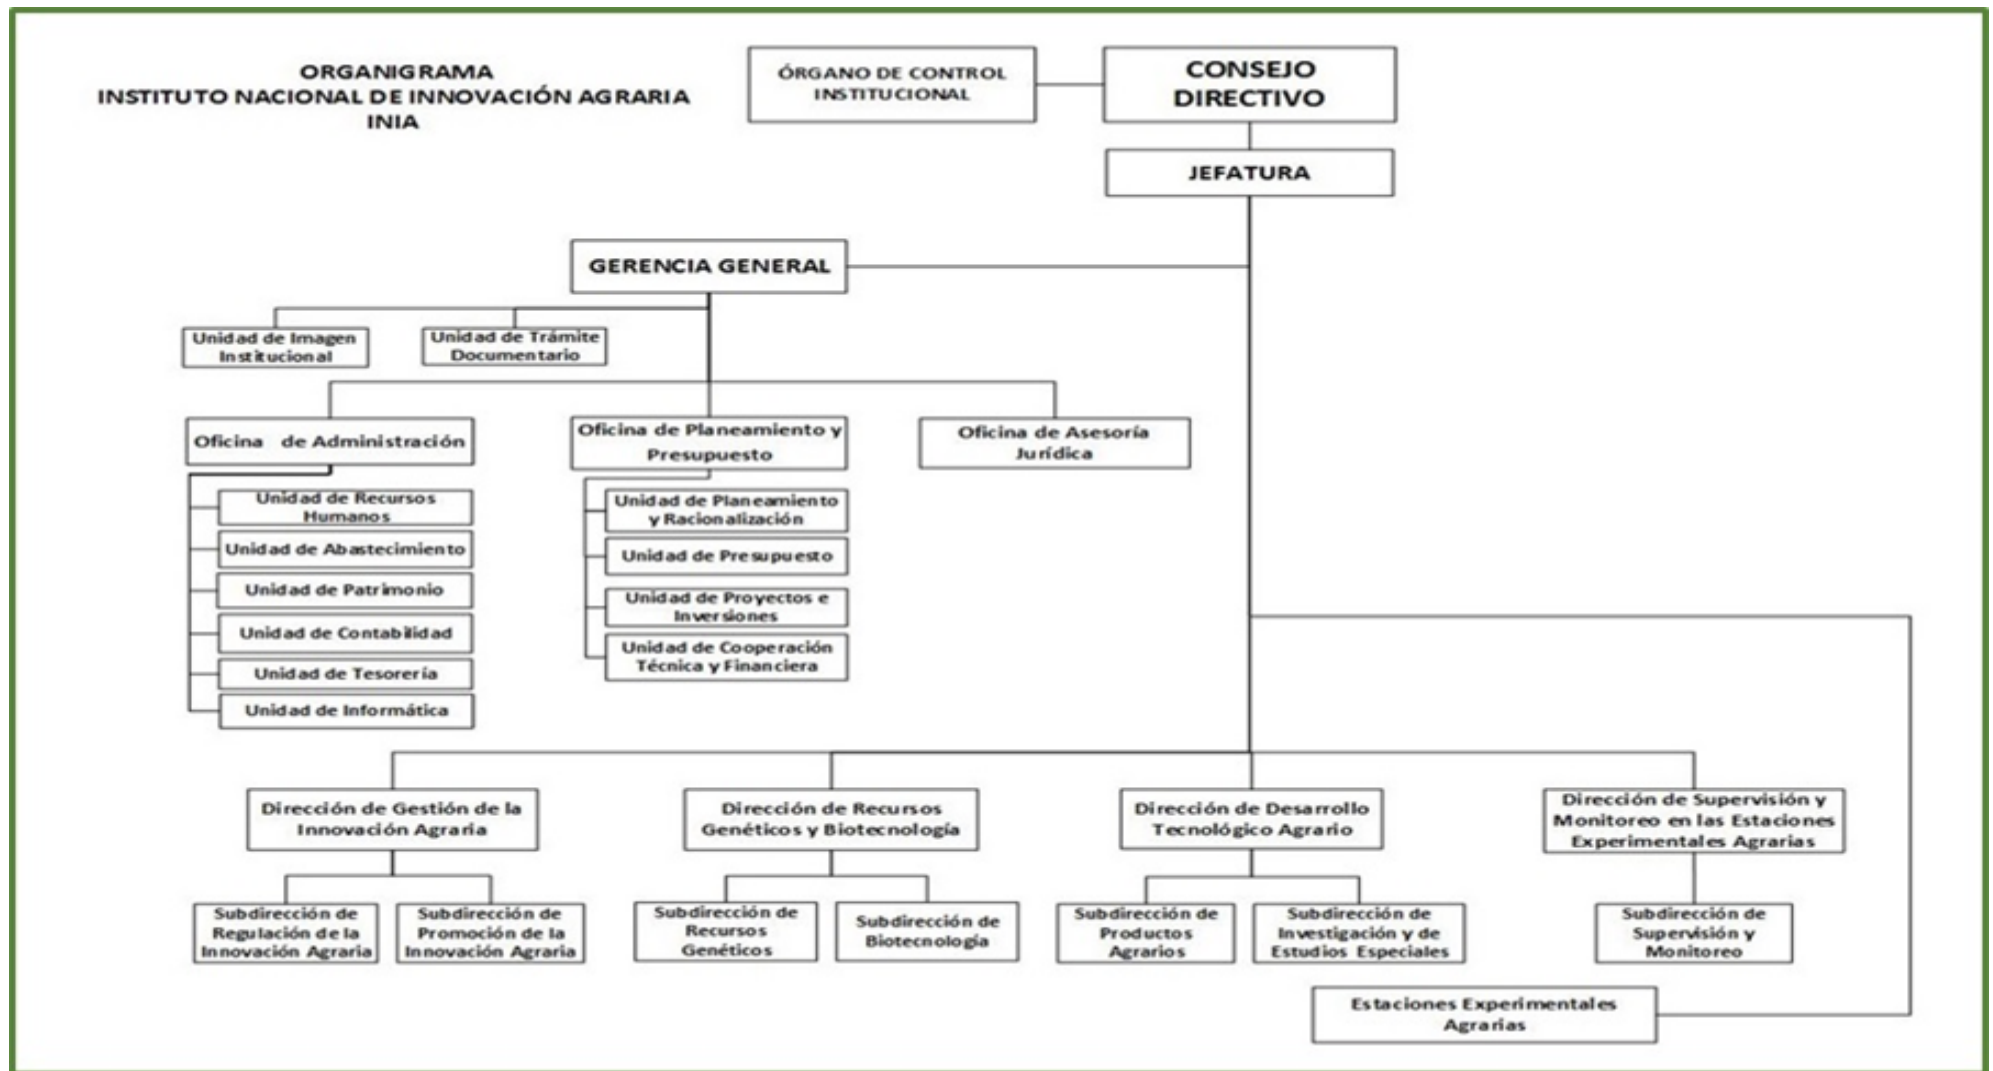 ORGANIGRAMA
INSTITUTO NACIONAL DE INNOVACIÓN AGRARIA
INIA
ÓRGANO DE CONTROL
INSTITUCIONAL
CONSEJO
DIRECTIVO
JEFATURA
GERENCIA GENERAL
Unidad de Imagen
Institucional
Unidad de Trámite
Documentario
Oficina de Administración
Oficina de Planeamiento y
Presupuesto
Oficina de Asesoría
Jurídica
Unidad de Recursos
Humanos
Unidad de Abastecimiento
Unidad de Patrimonio
Unidad de Contabilidad
Unidad de Tesorería
Unidad de Informática
Unidad de Planeamiento
y Racionalización
Unidad de Presupuesto
Unidad de Proyectos e
Inversiones
Unidad de Cooperación
Técnica y Financiera
Dirección de Gestión de la
Innovación Agraria
Dirección de Recursos
Genéticos y Biotecnología
Dirección de Desarrollo
Tecnológico Agrario
Dirección de Supervisión y
Monitoreo en las Estaciones
Experimentales Agrarias
Subdirección de
Regulación de la
Innovación Agraria
Subdirección de
Promoción de la
Innovación Agraria
Subdirección de
Recursos
Genéticos
Subdirección de
Biotecnología
Subdirección de
Productos
Agrarios
Subdirección de
Investigación y de
Estudios Especiales
Subdirección de
Supervisión y
Monitoreo
Estaciones Experimentales
Agrarias